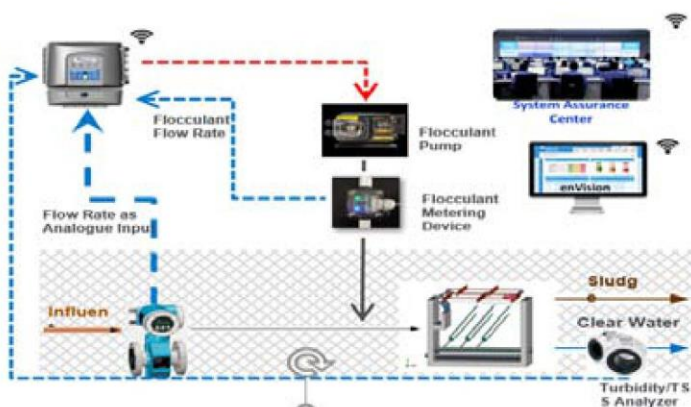 System Assurance
Center
Flocculant
Flow Rate
Flocculant
Pump
enVision
Flocculant
Metering
Device
Flow Rate as
Analogue Input
Influen
Sludg
Clear Water
Turbidity/TS
S Analyzer